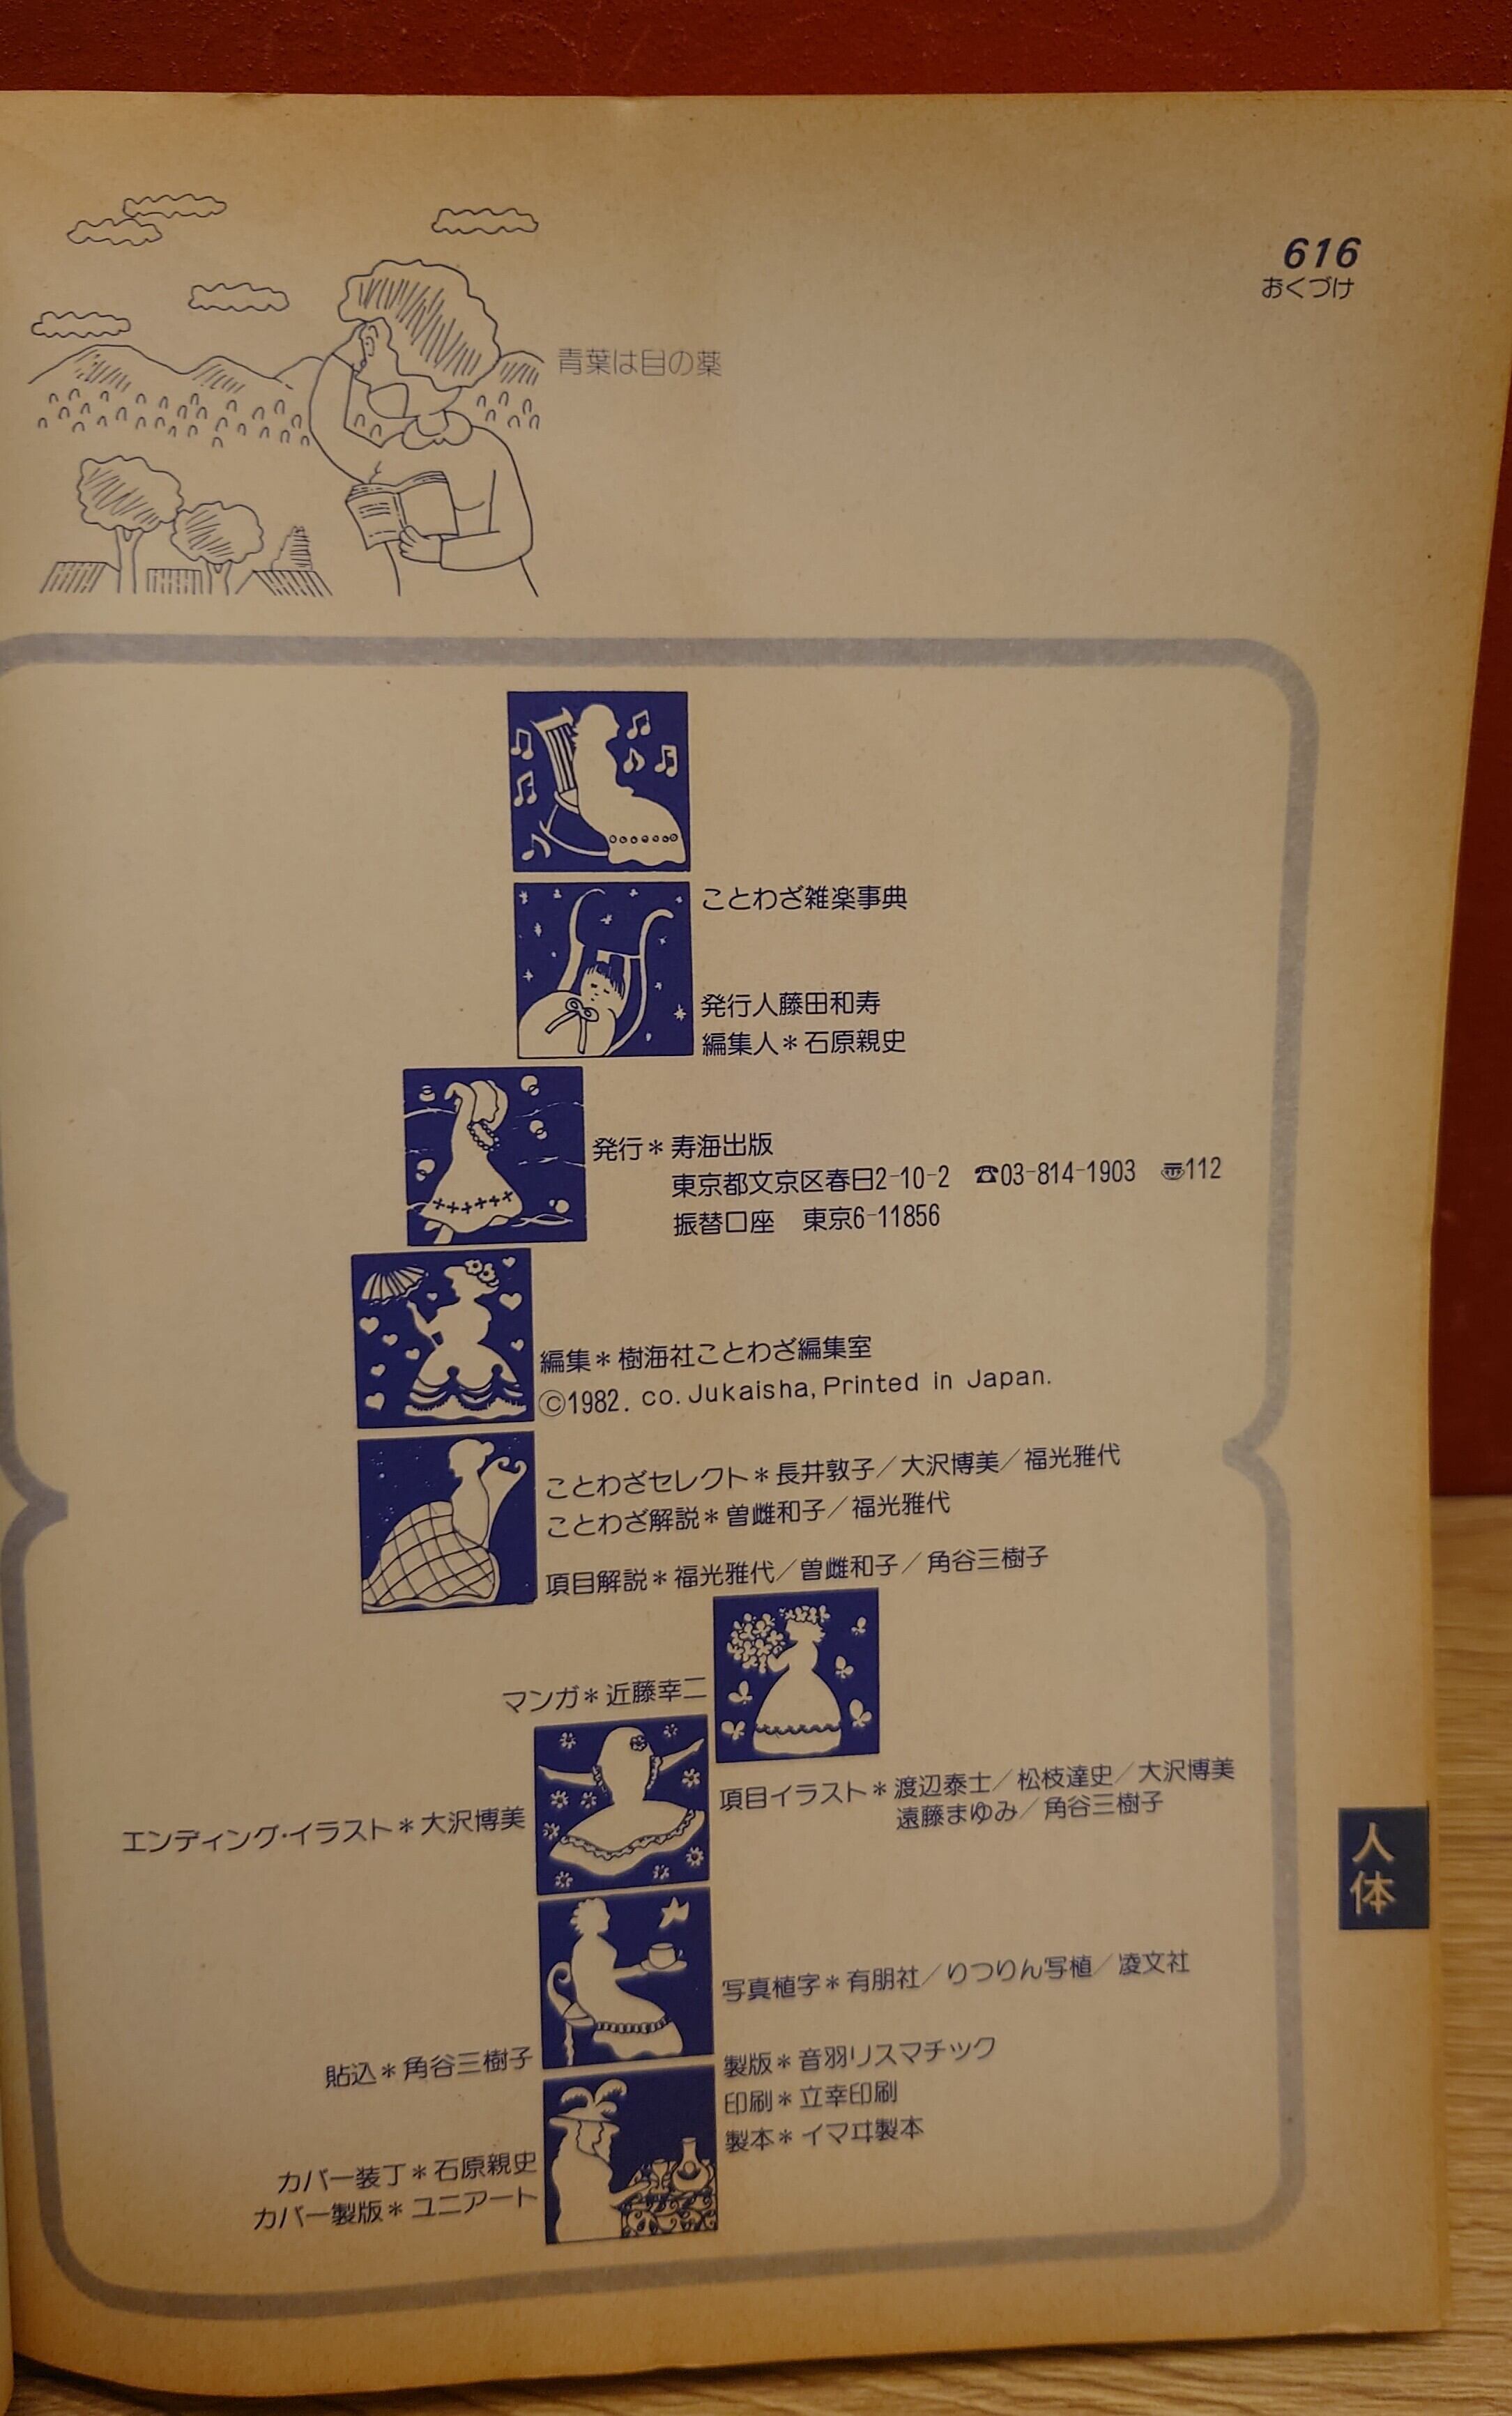 616
おくづけ
青葉は目の薬
ことわざ雑楽事典
発行人藤田和寿
編集人＊石原親史
発行＊寿海出版
東京都文京区春日2-10-2 ☎03-814-1903 〠112
振替口座 東京6-11856
編集＊樹海社ことわざ編集室
©1982. co. Jukaisha, Printed in Japan.
ことわざセレクト＊長井敦子／大沢博美／福光雅代
ことわざ解説＊曽雌和子／福光雅代
項目解説＊福光雅代／曽雌和子／角谷三樹子
マンガ＊近藤幸二
項目イラスト＊渡辺泰士／松枝達史／大沢博美
遠藤まゆみ／角谷三樹子
エンディング・イラスト＊大沢博美
人体
写真植字＊有朋社／りつりん写植／凌文社
貼込＊角谷三樹子
製版＊音羽リスマチック
印刷＊立幸印刷
製本＊イマヰ製本
カバー装丁＊石原親史
カバー製版＊ユニアート